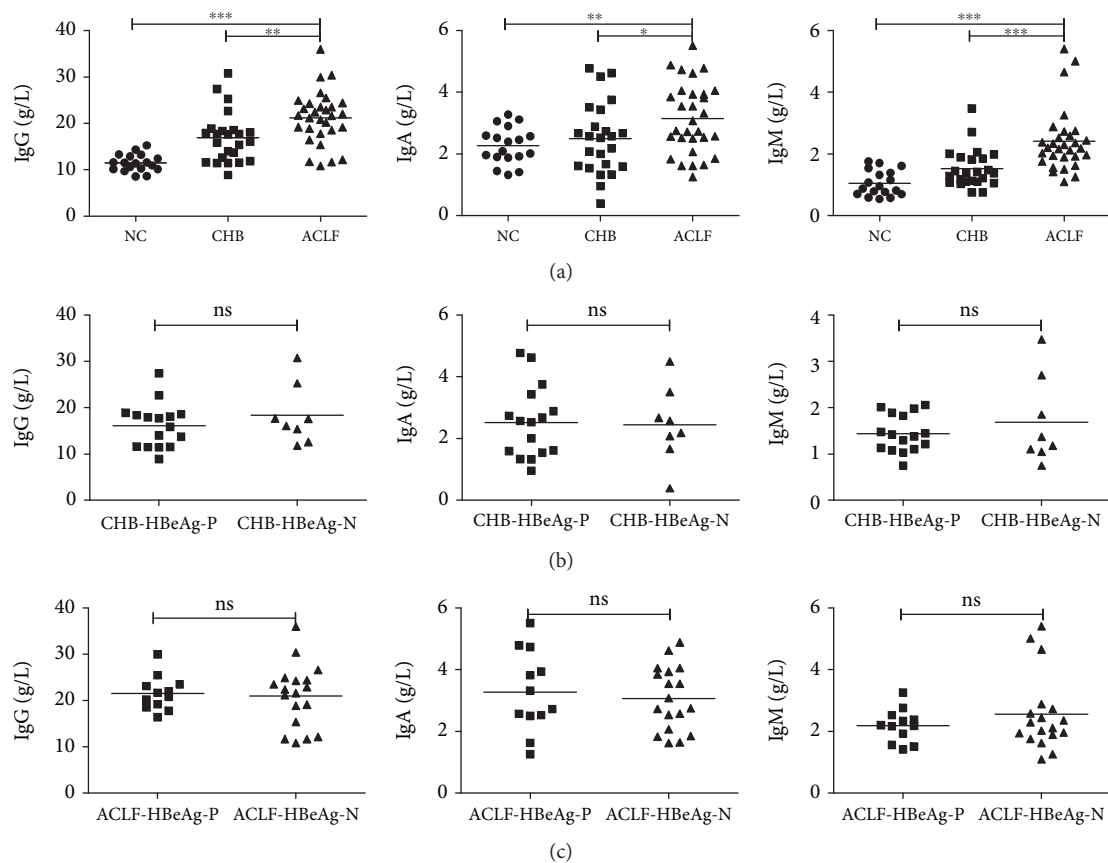 *** ** ***
** * ***
IgG (g/L)
40
30
20
10
0
NC CHB ACLF
IgA (g/L)
6
4
2
0
NC CHB ACLF
IgM (g/L)
6
4
2
0
NC CHB ACLF
(a)
ns ns ns
IgG (g/L)
40
30
20
10
0
CHB-HBeAg-P CHB-HBeAg-N
IgA (g/L)
6
4
2
0
CHB-HBeAg-P CHB-HBeAg-N
IgM (g/L)
4
3
2
1
0
CHB-HBeAg-P CHB-HBeAg-N
(b)
ns ns ns
IgG (g/L)
40
30
20
10
0
ACLF-HBeAg-P ACLF-HBeAg-N
IgA (g/L)
6
4
2
0
ACLF-HBeAg-P ACLF-HBeAg-N
IgM (g/L)
6
4
2
0
ACLF-HBeAg-P ACLF-HBeAg-N
(c)